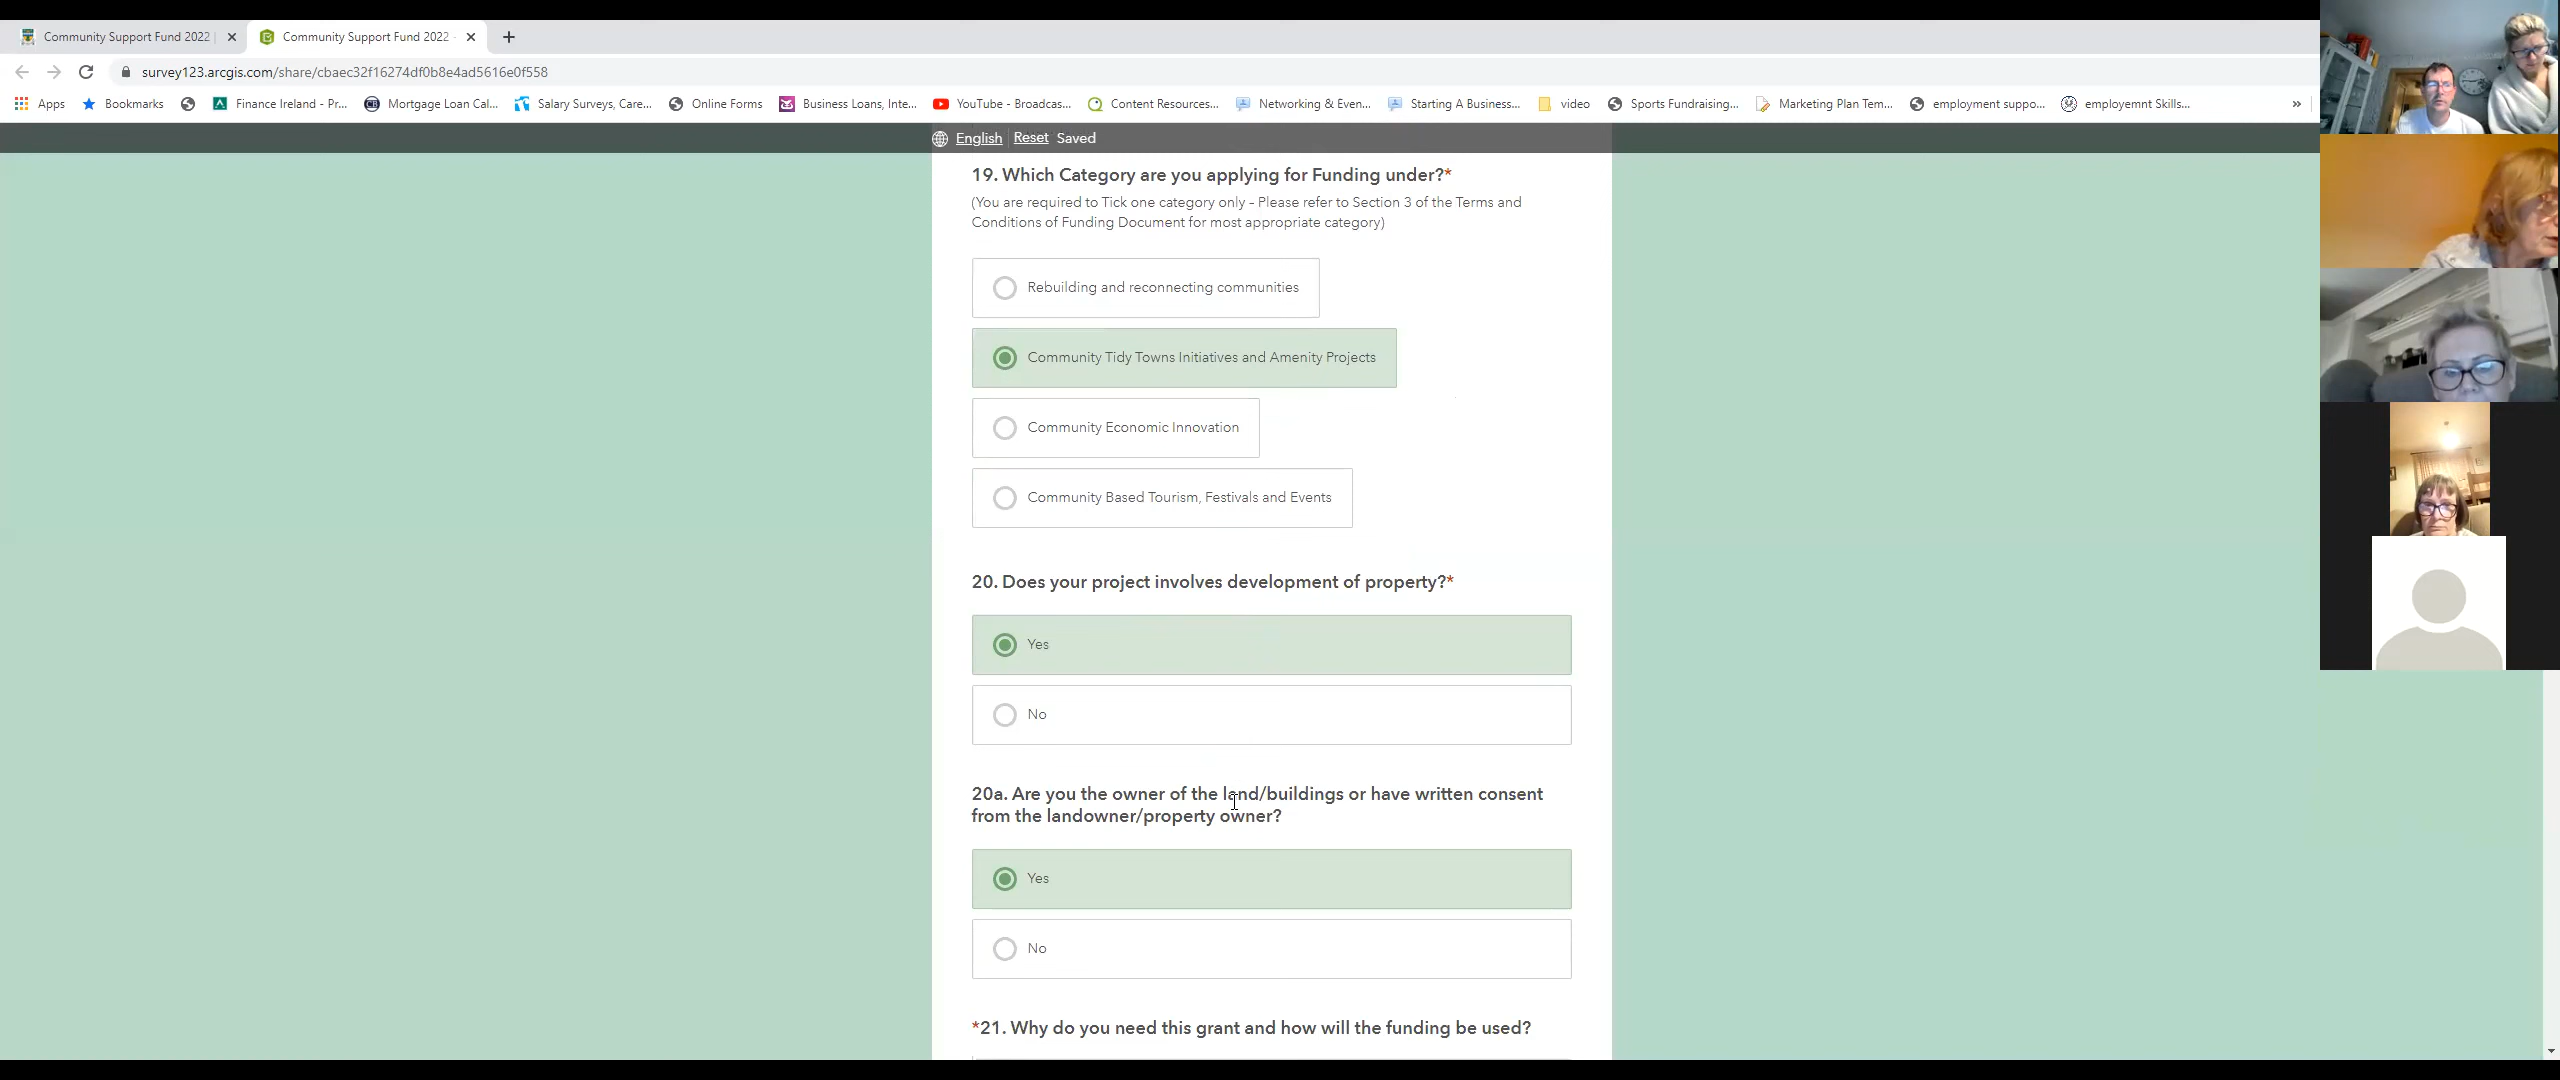 Community Support Fund 2022
Community Support Fund 2022 -
survey123.arcgis.com/share/cbaec32f16274df0b8e4ad5616e0f558
Apps Bookmarks Finance Ireland - Pr... Mortgage Loan Cal... Salary Surveys, Care... Online Forms Business Loans, Inte... YouTube - Broadcas... Content Resources... Networking & Even... Starting A Business... video Sports Fundraising... Marketing Plan Tem... employment suppo... employemnt Skills... »
English Reset Saved
19. Which Category are you applying for Funding under?*
(You are required to Tick one category only – Please refer to Section 3 of the Terms and
Conditions of Funding Document for most appropriate category)
Rebuilding and reconnecting communities
Community Tidy Towns Initiatives and Amenity Projects
Community Economic Innovation
Community Based Tourism, Festivals and Events
20. Does your project involves development of property?*
Yes
No
20a. Are you the owner of the land/buildings or have written consent
from the landowner/property owner?
Yes
No
*21. Why do you need this grant and how will the funding be used?